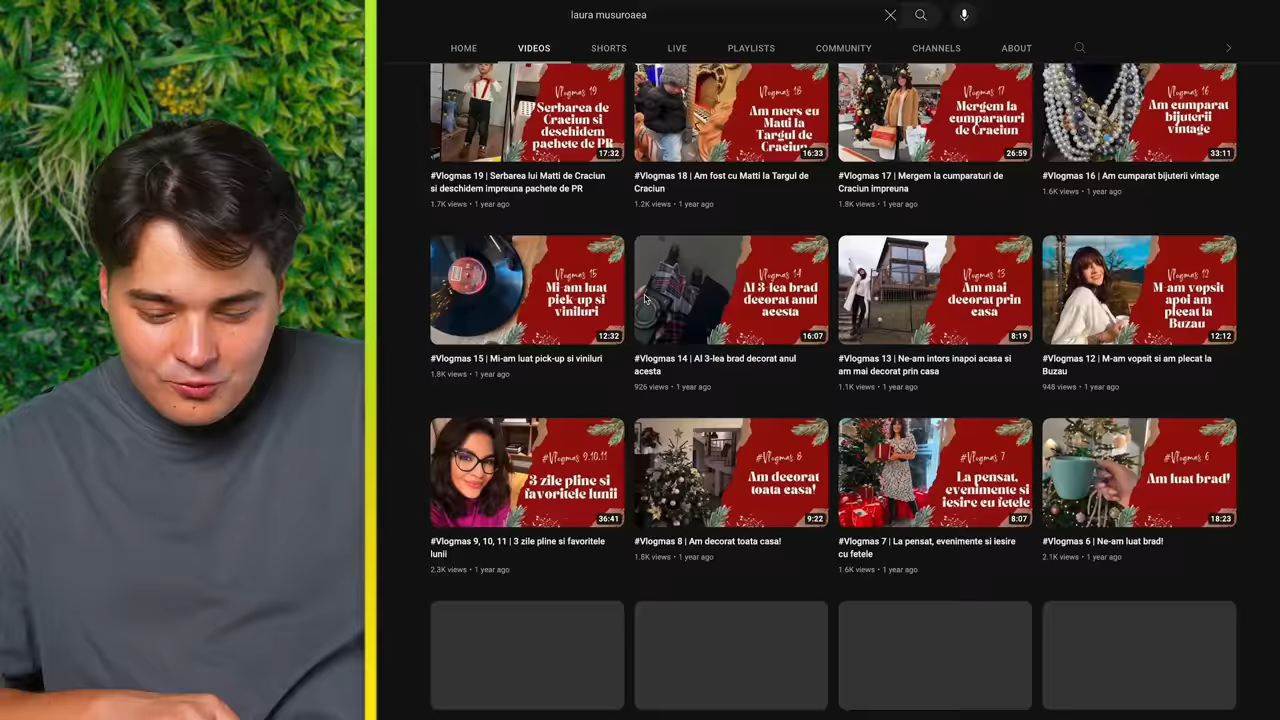 laura musuroaea
HOME VIDEOS SHORTS LIVE PLAYLISTS COMMUNITY CHANNELS ABOUT
Vlogmas 19
Serbarea de
Craciun si
deschidem
pachete de PR
17:32
Vlogmas 18
Am mers cu
Matti la
Targul de
Craciun
16:33
Vlogmas 17
Mergem la
cumparaturi
de Craciun
26:59
Vlogmas 16
Am cumparat
bijuterii
vintage
33:11
#Vlogmas 19 | Serbarea lui Matti de Craciun
si deschidem impreuna pachete de PR
1.7K views • 1 year ago
#Vlogmas 18 | Am fost cu Matti la Targul de
Craciun
1.2K views • 1 year ago
#Vlogmas 17 | Mergem la cumparaturi de
Craciun impreuna
1.8K views • 1 year ago
#Vlogmas 16 | Am cumparat bijuterii vintage
1.6K views • 1 year ago
Vlogmas 15
Mi-am luat
pick-up si
viniluri
12:32
Vlogmas 14
Al 3-lea brad
decorat anul
acesta
16:07
Vlogmas 13
Am mai
decorat prin
casa
8:19
Vlogmas 12
M-am vopsit
apoi am
plecat la
Buzau
12:12
#Vlogmas 15 | Mi-am luat pick-up si viniluri
1.8K views • 1 year ago
#Vlogmas 14 | Al 3-lea brad decorat anul
acesta
926 views • 1 year ago
#Vlogmas 13 | Ne-am intors inapoi acasa si
am mai decorat prin casa
1.1K views • 1 year ago
#Vlogmas 12 | M-am vopsit si am plecat la
Buzau
948 views • 1 year ago
#Vlogmas 9.10.11
3 zile pline si
favoritele lunii
36:41
#Vlogmas 8
Am decorat
toata casa!
9:22
#Vlogmas 7
La pensat,
evenimente si
iesire cu fetele
8:07
#Vlogmas 6
Am luat brad!
18:23
#Vlogmas 9, 10, 11 | 3 zile pline si favoritele
lunii
2.3K views • 1 year ago
#Vlogmas 8 | Am decorat toata casa!
1.8K views • 1 year ago
#Vlogmas 7 | La pensat, evenimente si iesire
cu fetele
1.6K views • 1 year ago
#Vlogmas 6 | Ne-am luat brad!
2.1K views • 1 year ago